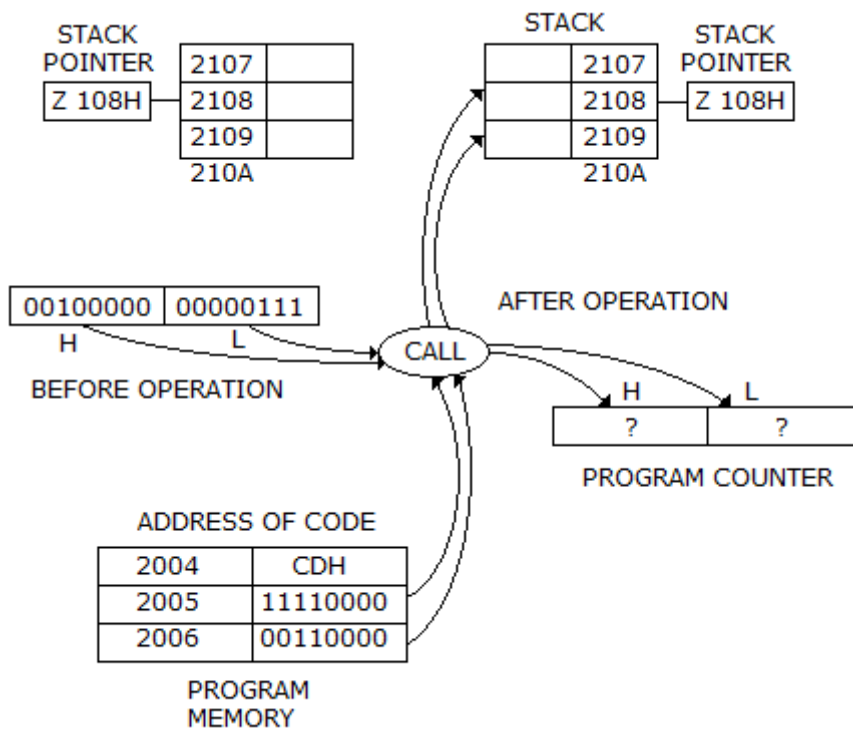 STACK
POINTER
Z 108H
2107
2108
2109
210A
STACK
2107
2108
2109
210A
STACK
POINTER
Z 108H
00100000 00000111
H L
BEFORE OPERATION
CALL
AFTER OPERATION
H L
? ?
PROGRAM COUNTER
ADDRESS OF CODE
2004 CDH
2005 11110000
2006 00110000
PROGRAM
MEMORY